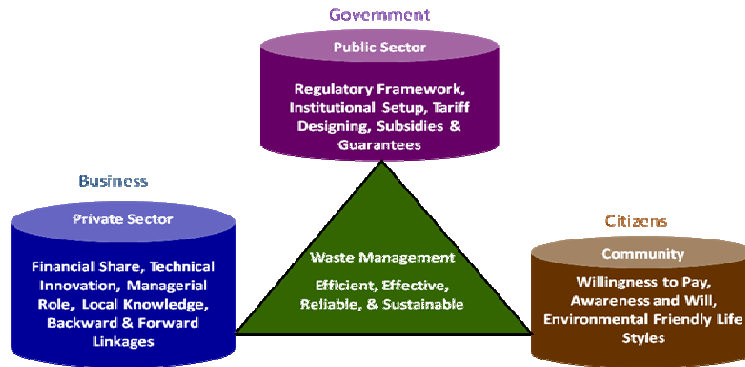 Government
Public Sector
Regulatory Framework,
Institutional Setup, Tariff
Designing, Subsidies &
Guarantees
Business
Private Sector
Financial Share, Technical
Innovation, Managerial
Role, Local Knowledge,
Backward & Forward
Linkages
Waste Management
Efficient, Effective,
Reliable, & Sustainable
Citizens
Community
Willingness to Pay,
Awareness and Will,
Environmental Friendly Life
Styles